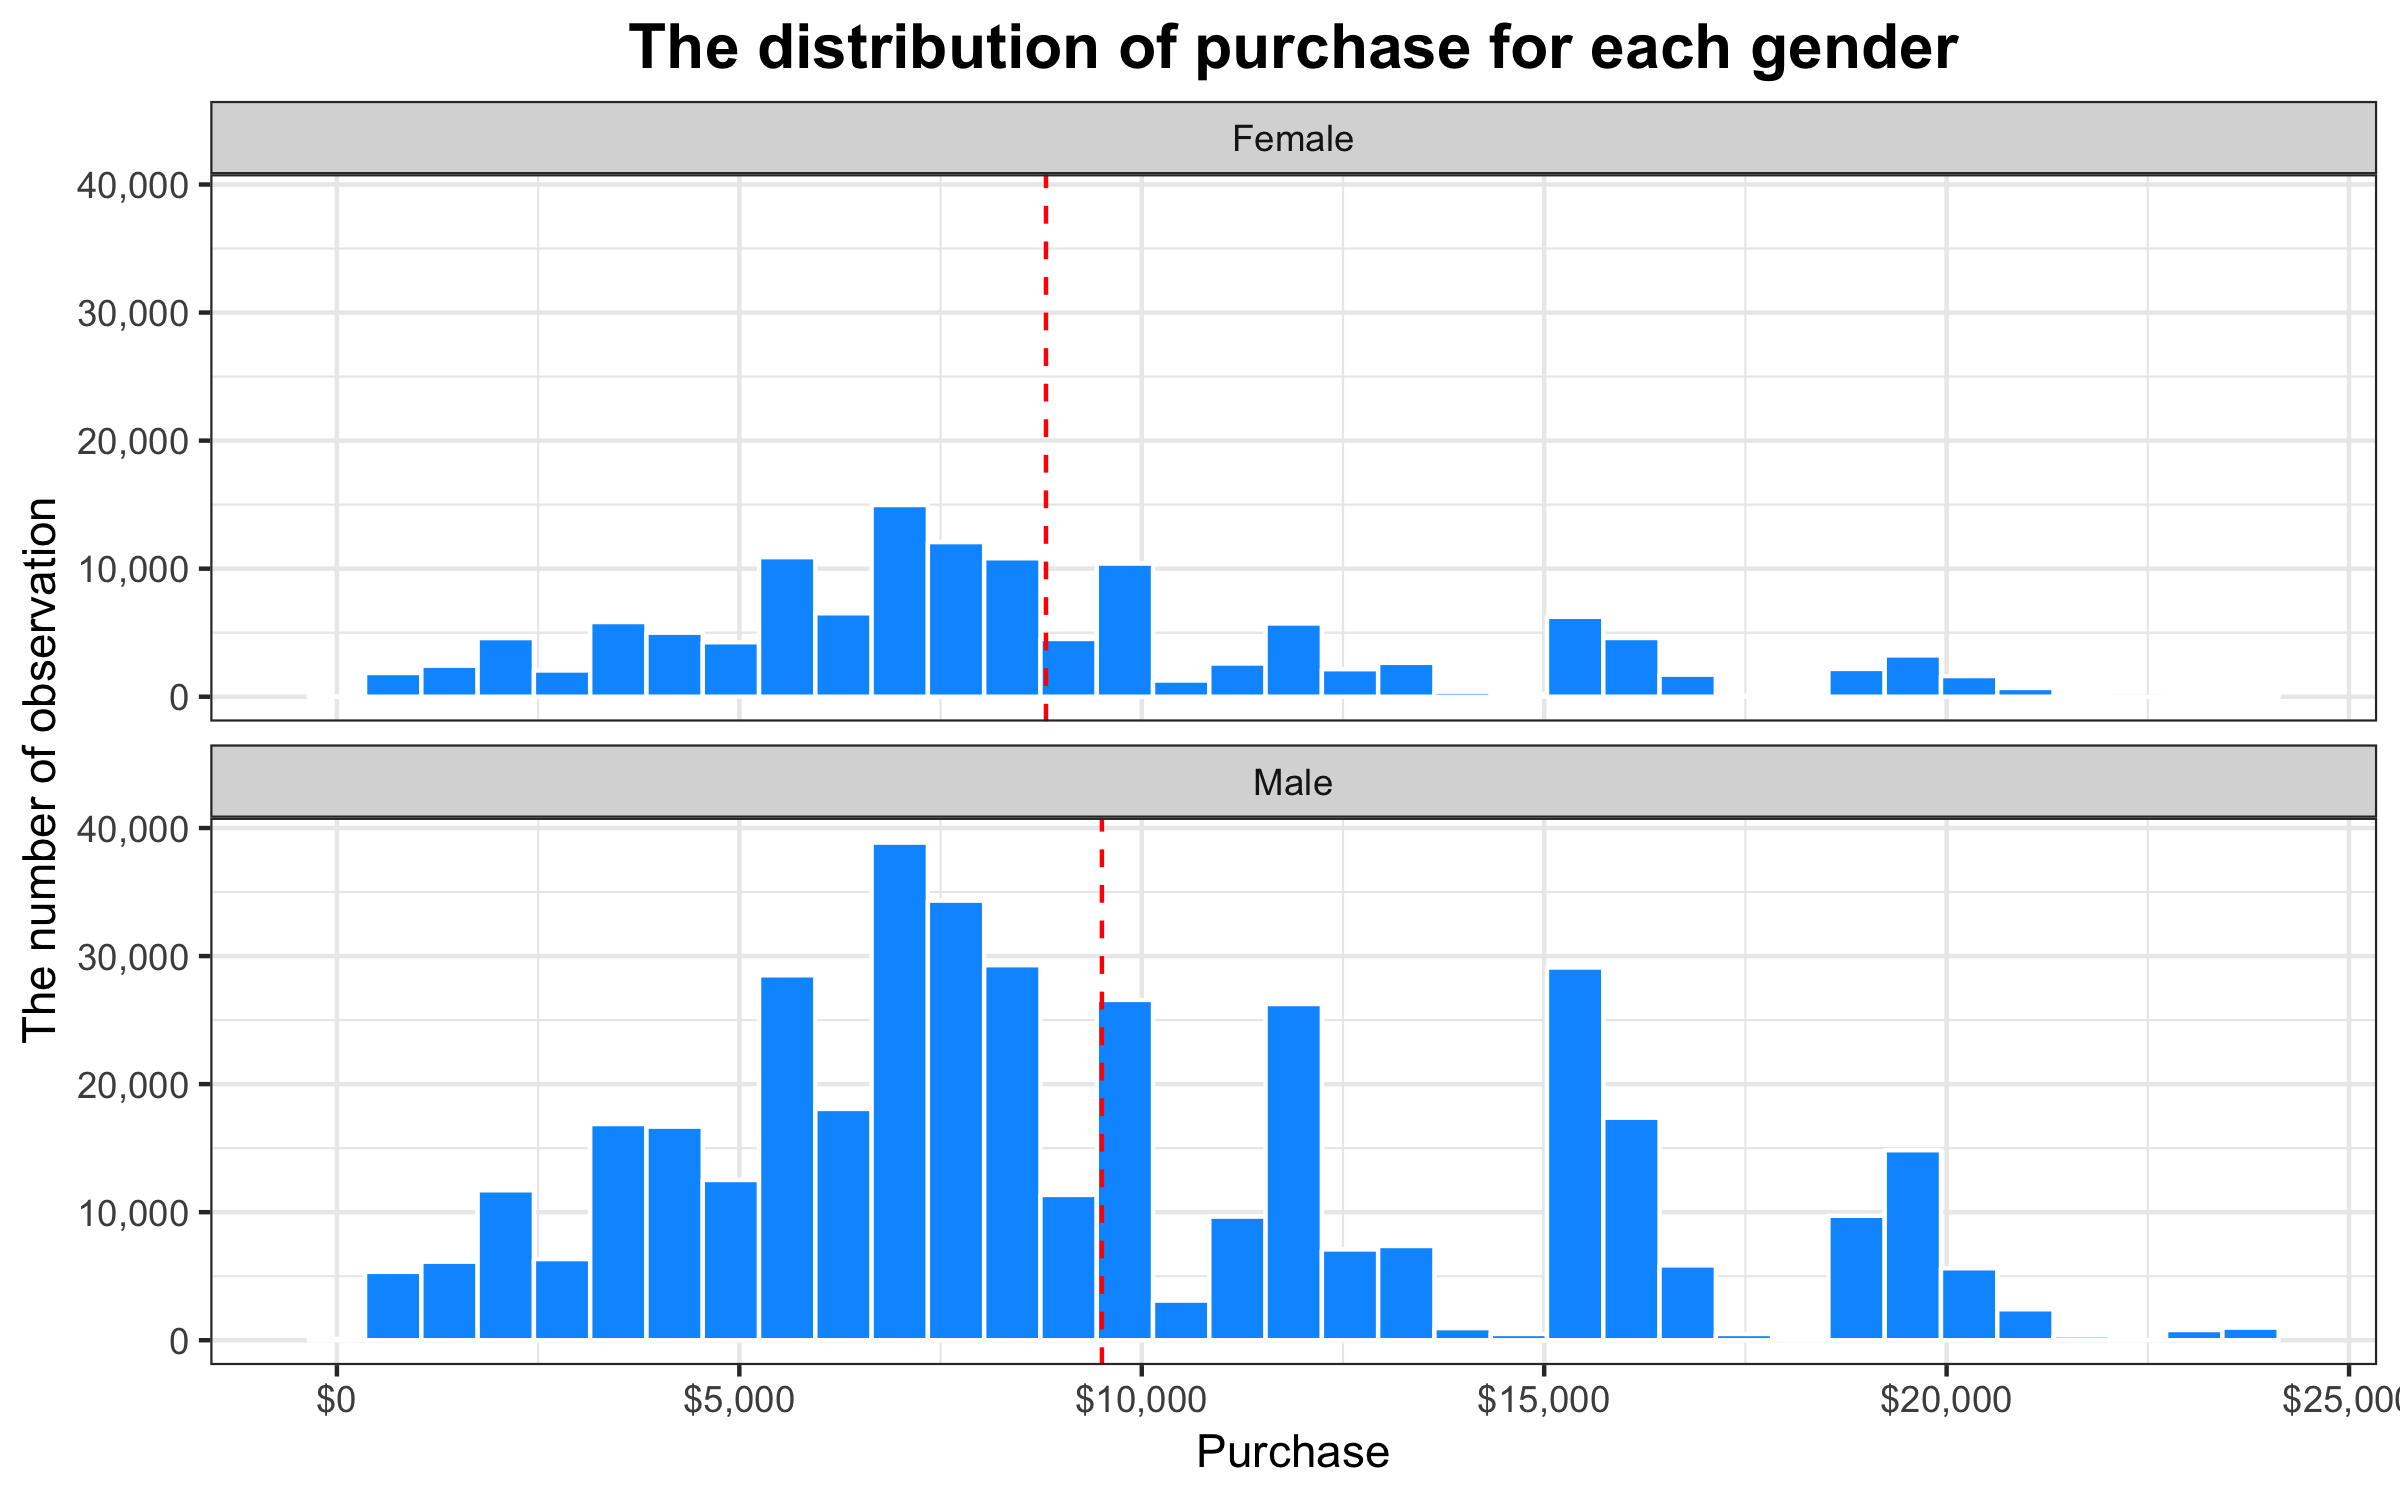 The distribution of purchase for each gender
Female
40,000
30,000
20,000
10,000
0
The number of observation
Male
40,000
30,000
20,000
10,000
0
$0 $5,000 $10,000 $15,000 $20,000 $25,00
Purchase